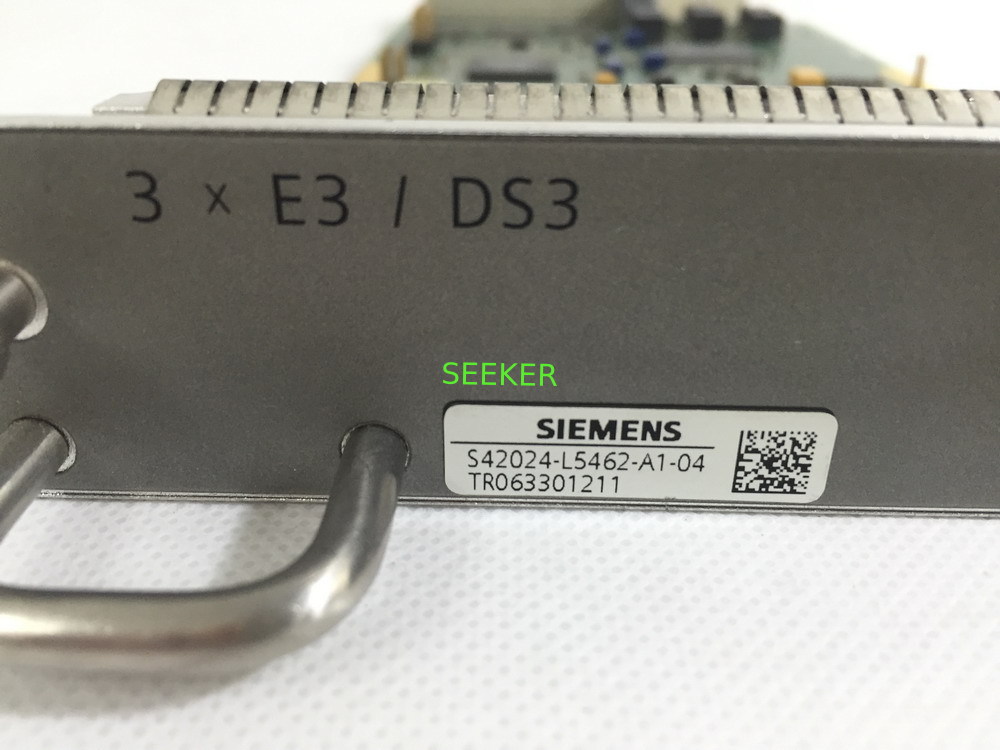 3 x E3 / DS3
SEEKER
SIEMENS
S42024-L5462-A1-04
TR063301211